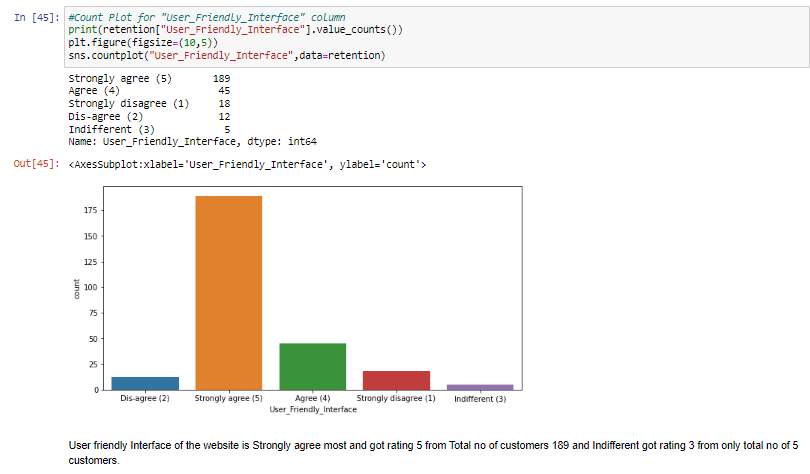 In [45]: #Count Plot for "User_Friendly_Interface" column
print(retention["User_Friendly_Interface"].value_counts())
plt.figure(figsize=(10,5))
sns.countplot("User_Friendly_Interface",data=retention)
Strongly agree (5) 189
Agree (4) 45
Strongly disagree (1) 18
Dis-agree (2) 12
Indifferent (3) 5
Name: User_Friendly_Interface, dtype: int64
Out[45]: <AxesSubplot:xlabel='User_Friendly_Interface', ylabel='count'>
175
150
125
100
75
50
25
0
count
Dis-agree (2) Strongly agree (5) Agree (4) Strongly disagree (1) Indifferent (3)
User_Friendly_Interface
User friendly Interface of the website is Strongly agree most and got rating 5 from Total no of customers 189 and Indifferent got rating 3 from only total no of 5
customers.